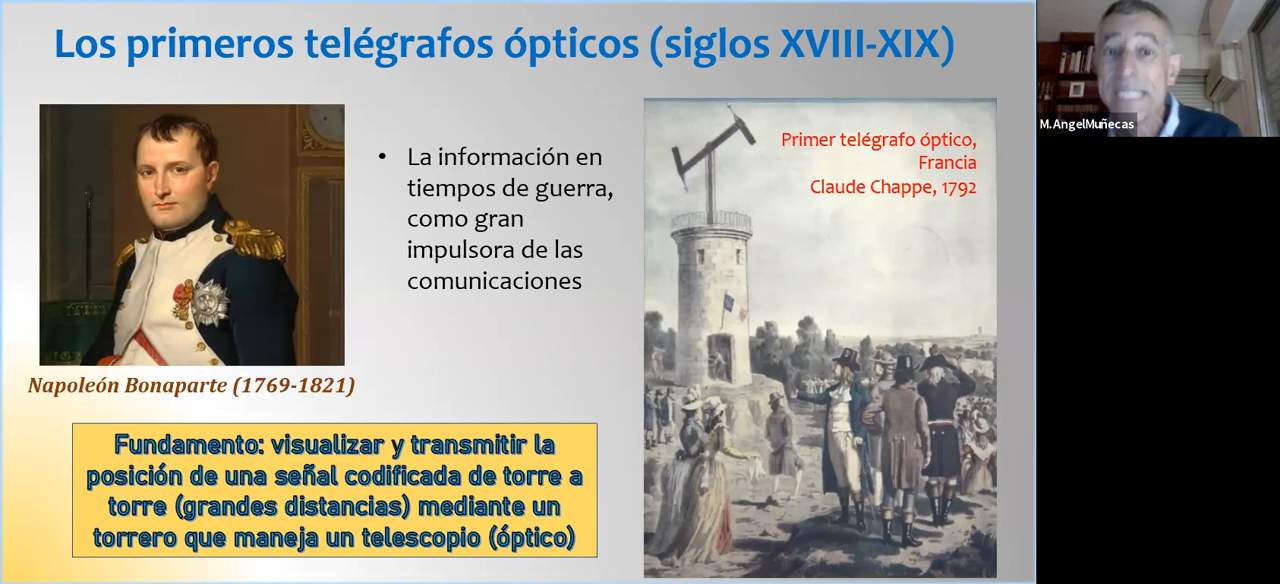 Los primeros telégrafos ópticos (siglos XVIII-XIX)
• La información en
tiempos de guerra,
como gran
impulsora de las
comunicaciones
Napoleón Bonaparte (1769-1821)
Fundamento: visualizar y transmitir la
posición de una señal codificada de torre a
torre (grandes distancias) mediante un
torrero que maneja un telescopio (óptico)
Primer telégrafo óptico,
Francia
Claude Chappe, 1792
M.AngelMuñecas